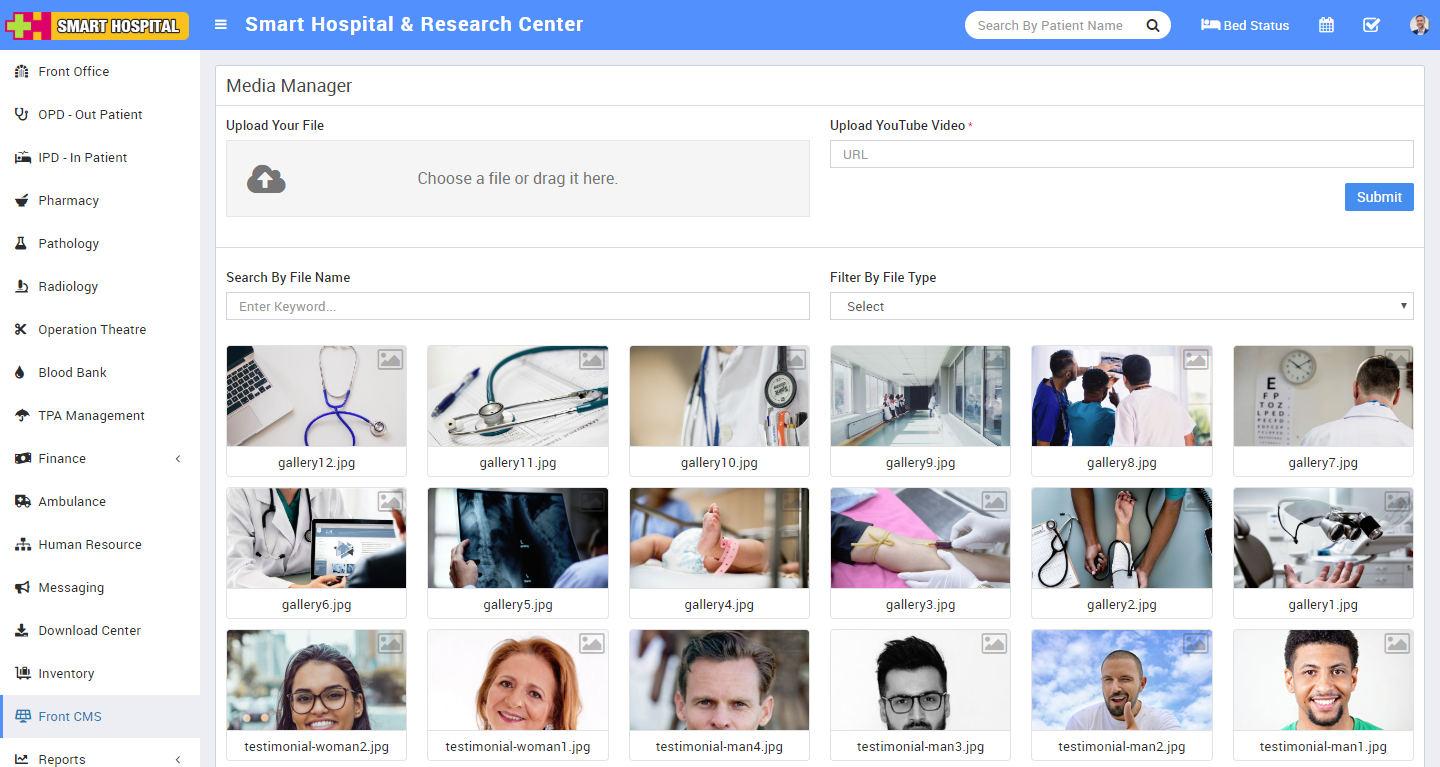 SMART HOSPITAL
Smart Hospital & Research Center
Search By Patient Name
Bed Status
Front Office
OPD - Out Patient
IPD - In Patient
Pharmacy
Pathology
Radiology
Operation Theatre
Blood Bank
TPA Management
Finance
Ambulance
Human Resource
Messaging
Download Center
Inventory
Front CMS
Reports
Media Manager
Upload Your File
Choose a file or drag it here.
Upload YouTube Video *
URL
Submit
Search By File Name
Enter Keyword...
Filter By File Type
Select
gallery12.jpg
gallery11.jpg
gallery10.jpg
gallery9.jpg
gallery8.jpg
E
F P
T O Z
L P E D
gallery7.jpg
gallery6.jpg
gallery5.jpg
gallery4.jpg
gallery3.jpg
gallery2.jpg
gallery1.jpg
testimonial-woman2.jpg
testimonial-woman1.jpg
testimonial-man4.jpg
testimonial-man3.jpg
testimonial-man2.jpg
testimonial-man1.jpg